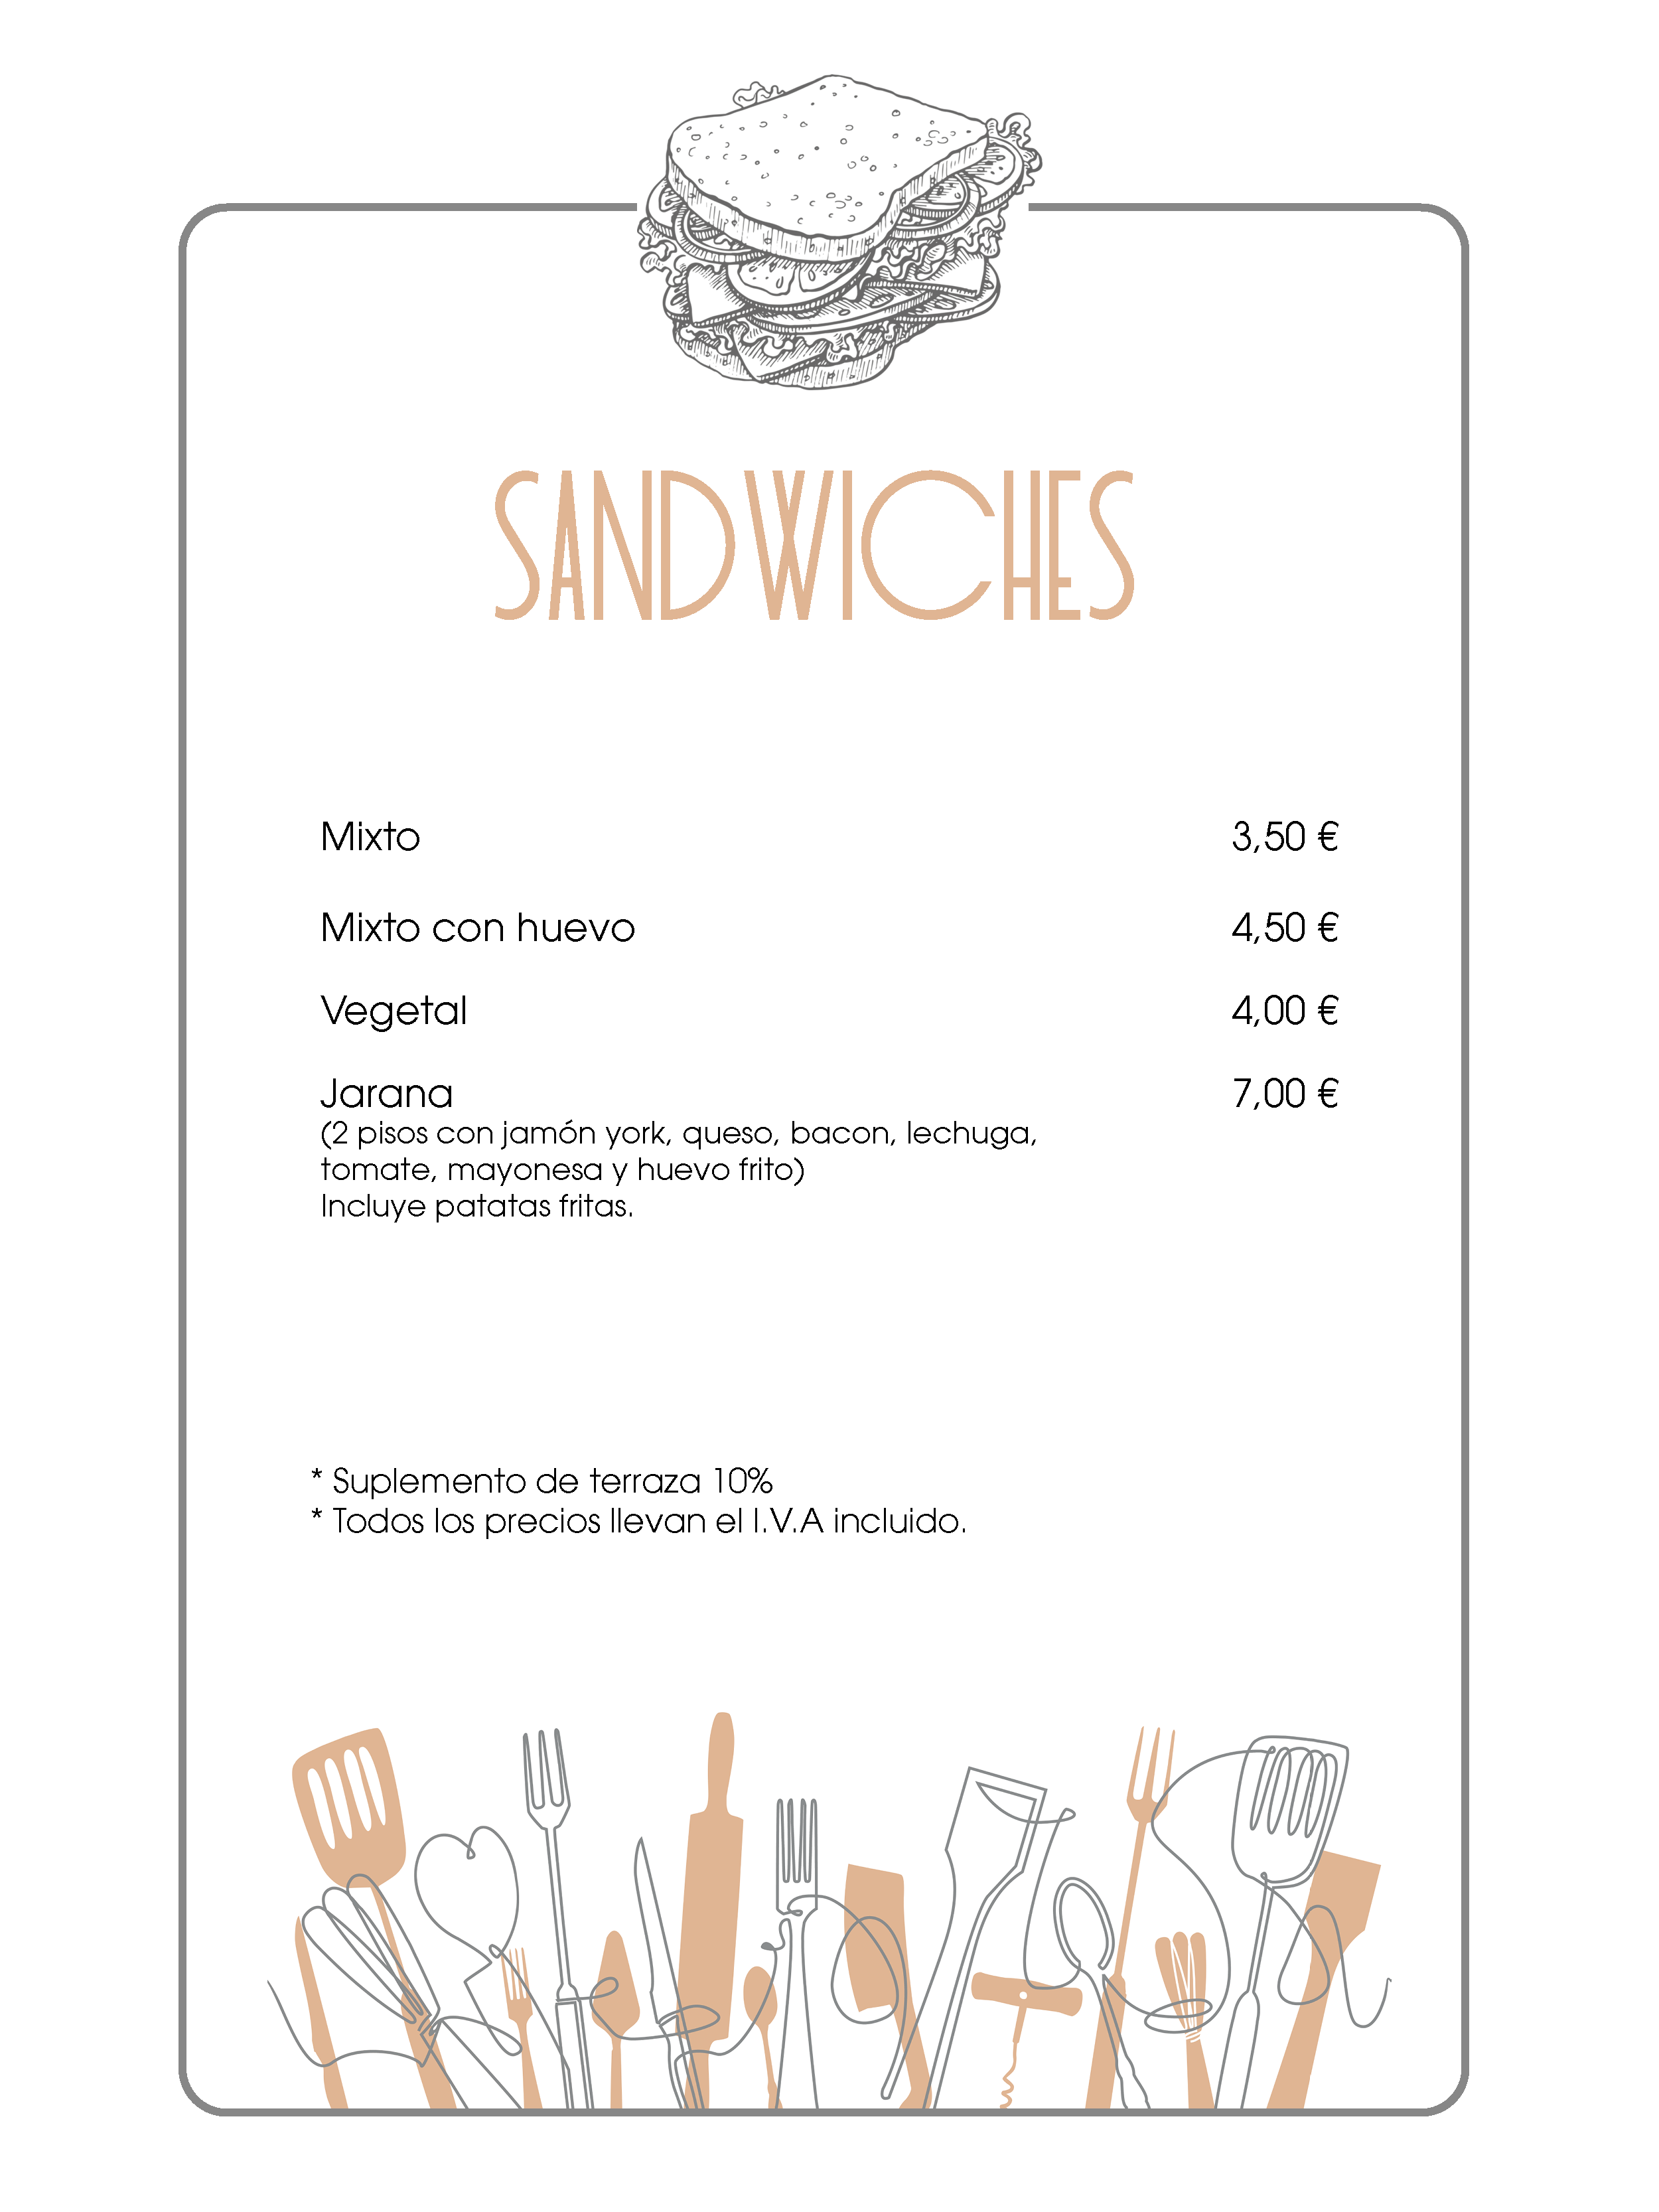 SANDWICHES
Mixto 3,50 €
Mixto con huevo 4,50 €
Vegetal 4,00 €
Jarana 7,00 €
(2 pisos con jamón york, queso, bacon, lechuga,
tomate, mayonesa y huevo frito)
Incluye patatas fritas.
* Suplemento de terraza 10%
* Todos los precios llevan el I.V.A incluido.